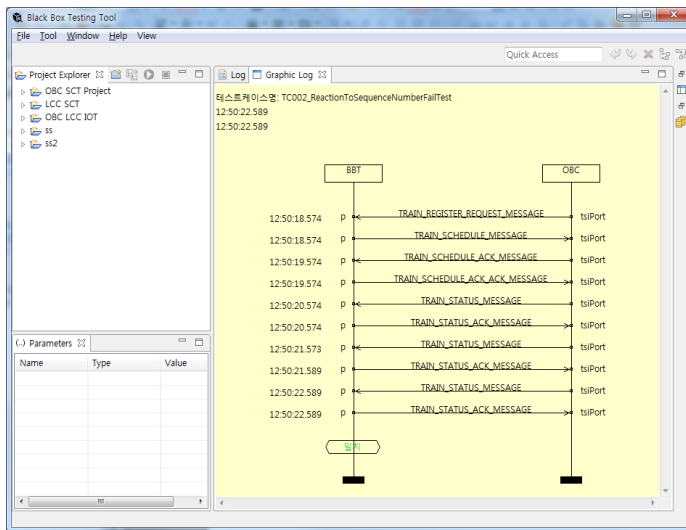 Black Box Testing Tool
File Tool Window Help View
Quick Access
Project Explorer
OBC SCT Project
LCC SCT
OBC LCC IOT
ss
ss2
(..) Parameters
Name Type Value
Log Graphic Log
테스트케이스명: TC002_ReactionToSequenceNumberFailTest
12:50:22.589
12:50:22.589
BBT OBC
12:50:18.574 p TRAIN_REGISTER_REQUEST_MESSAGE tsiPort
12:50:18.574 p TRAIN_SCHEDULE_MESSAGE tsiPort
12:50:19.574 p TRAIN_SCHEDULE_ACK_MESSAGE tsiPort
12:50:19.574 p TRAIN_SCHEDULE_ACK_ACK_MESSAGE tsiPort
12:50:20.574 p TRAIN_STATUS_MESSAGE tsiPort
12:50:20.574 p TRAIN_STATUS_ACK_MESSAGE tsiPort
12:50:21.573 p TRAIN_STATUS_MESSAGE tsiPort
12:50:21.589 p TRAIN_STATUS_ACK_MESSAGE tsiPort
12:50:22.589 p TRAIN_STATUS_MESSAGE tsiPort
12:50:22.589 p TRAIN_STATUS_ACK_MESSAGE tsiPort
일치